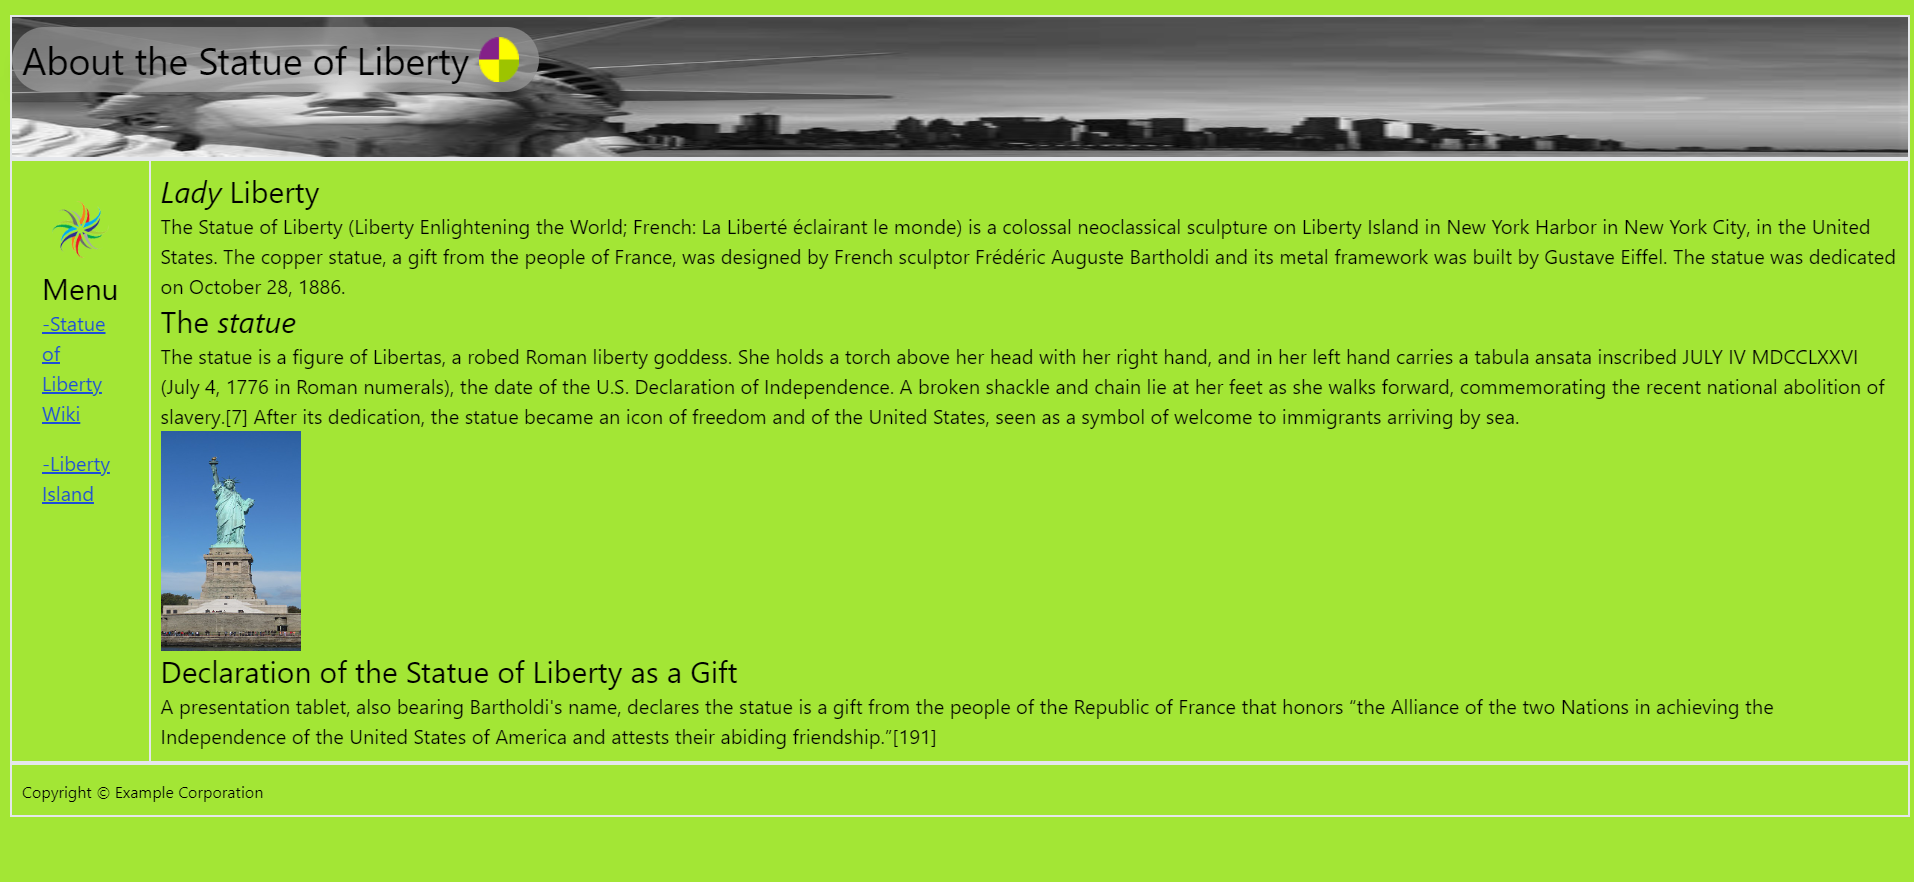 About the Statue of Liberty
Menu
-Statue
of
Liberty
Wiki
-Liberty
Island
Lady Liberty
The Statue of Liberty (Liberty Enlightening the World; French: La Liberté éclairant le monde) is a colossal neoclassical sculpture on Liberty Island in New York Harbor in New York City, in the United
States. The copper statue, a gift from the people of France, was designed by French sculptor Frédéric Auguste Bartholdi and its metal framework was built by Gustave Eiffel. The statue was dedicated
on October 28, 1886.
The statue
The statue is a figure of Libertas, a robed Roman liberty goddess. She holds a torch above her head with her right hand, and in her left hand carries a tabula ansata inscribed JULY IV MDCCLXXVI
(July 4, 1776 in Roman numerals), the date of the U.S. Declaration of Independence. A broken shackle and chain lie at her feet as she walks forward, commemorating the recent national abolition of
slavery.[7] After its dedication, the statue became an icon of freedom and of the United States, seen as a symbol of welcome to immigrants arriving by sea.
Declaration of the Statue of Liberty as a Gift
A presentation tablet, also bearing Bartholdi's name, declares the statue is a gift from the people of the Republic of France that honors “the Alliance of the two Nations in achieving the
Independence of the United States of America and attests their abiding friendship.”[191]
Copyright © Example Corporation